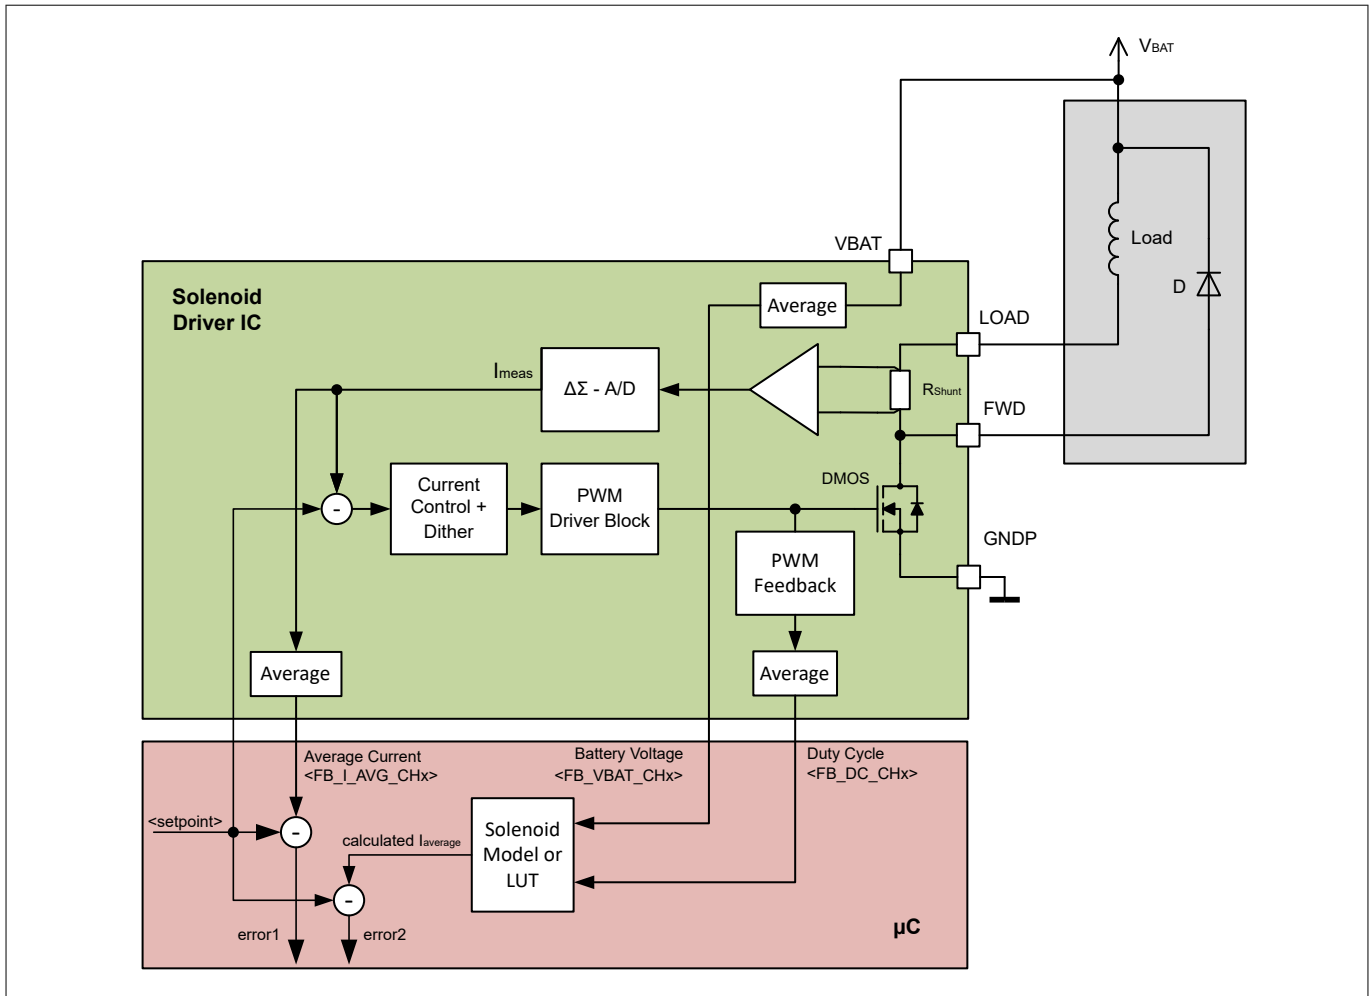 VBAT
VBAT
Load
D
Solenoid
Driver IC
Average
LOAD
Imeas
ΔΣ - A/D
RShunt
FWD
DMOS
-
Current
Control +
Dither
PWM
Driver Block
PWM
Feedback
GNDP
Average
Average
Average Current
<FB_I_AVG_CHx>
Battery Voltage
<FB_VBAT_CHx>
Duty Cycle
<FB_DC_CHx>
<setpoint>
-
calculated Iaverage
Solenoid
Model or
LUT
-
error1
error2
µC